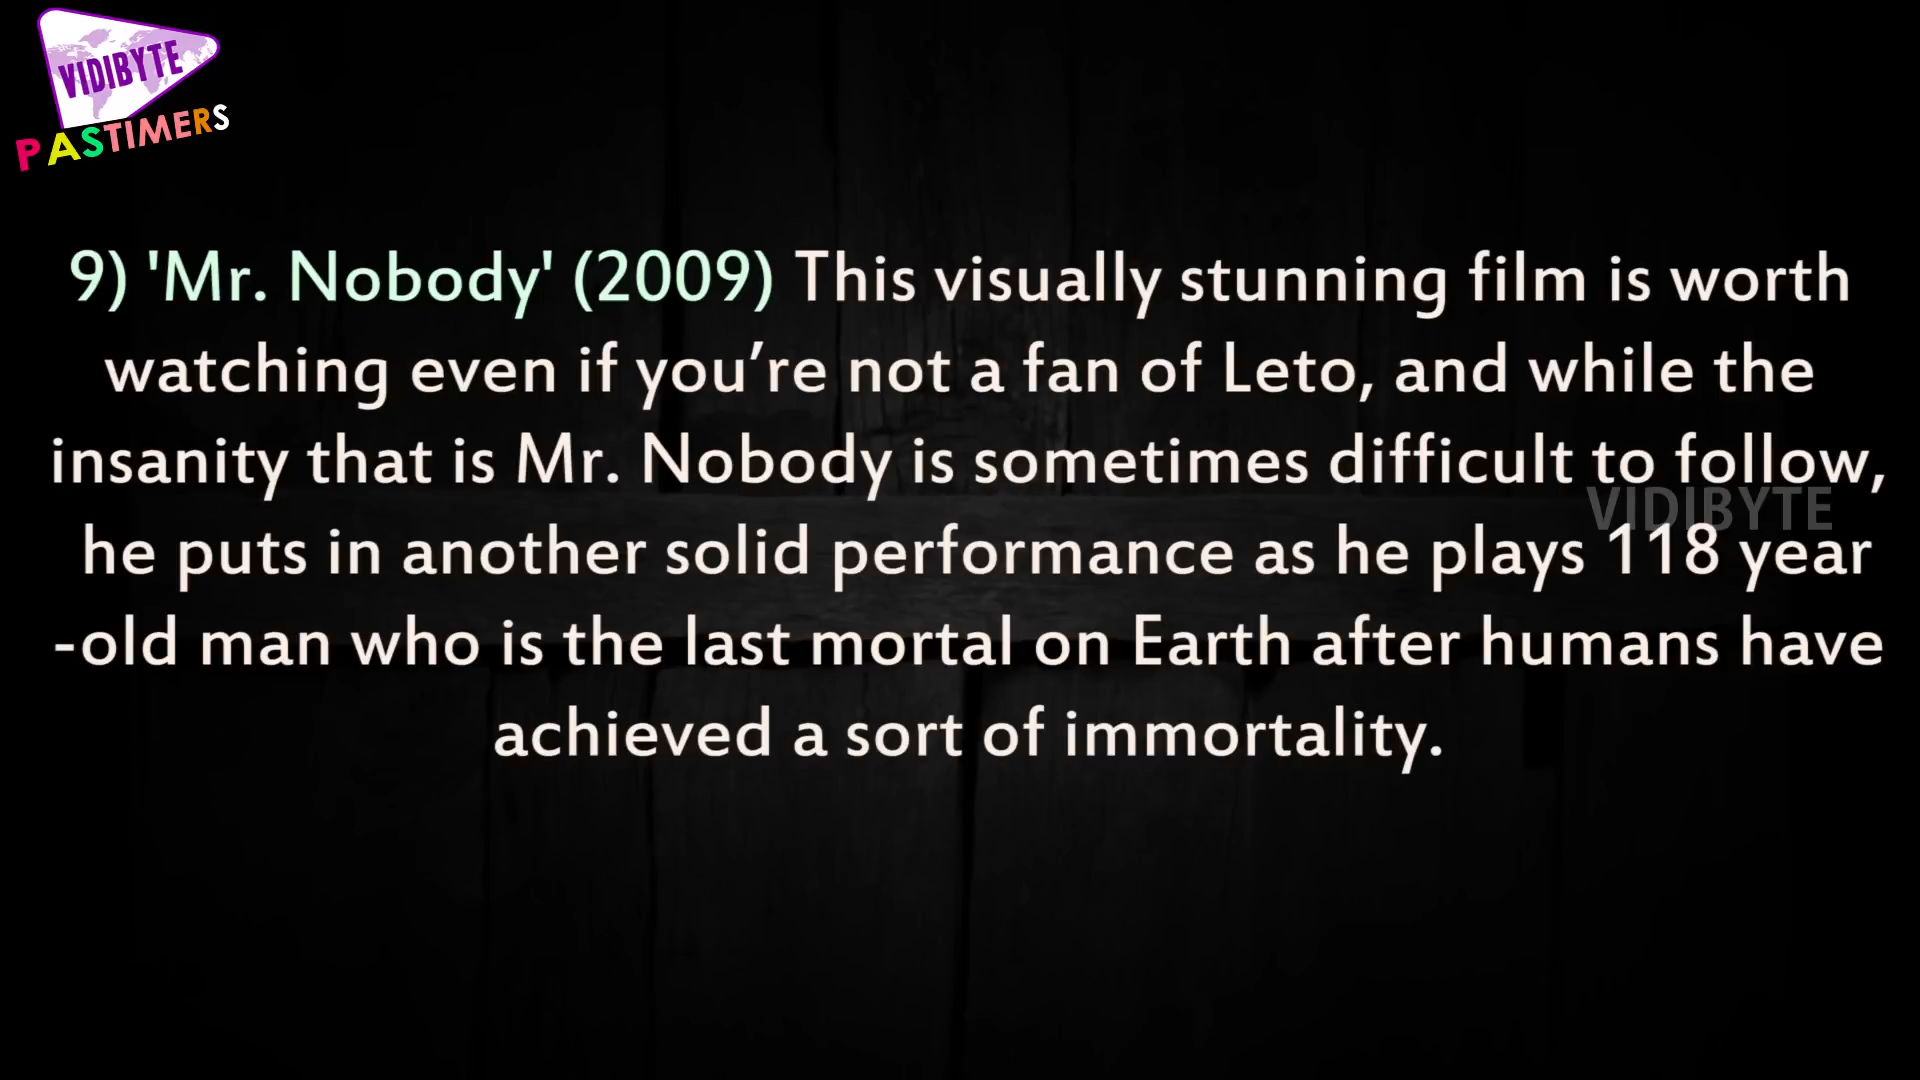 VIDIBYTE
PASTIMERS
9) 'Mr. Nobody' (2009) This visually stunning film is worth
watching even if you’re not a fan of Leto, and while the
insanity that is Mr. Nobody is sometimes difficult to follow,
VIDIBYTE
he puts in another solid performance as he plays 118 year
-old man who is the last mortal on Earth after humans have
achieved a sort of immortality.